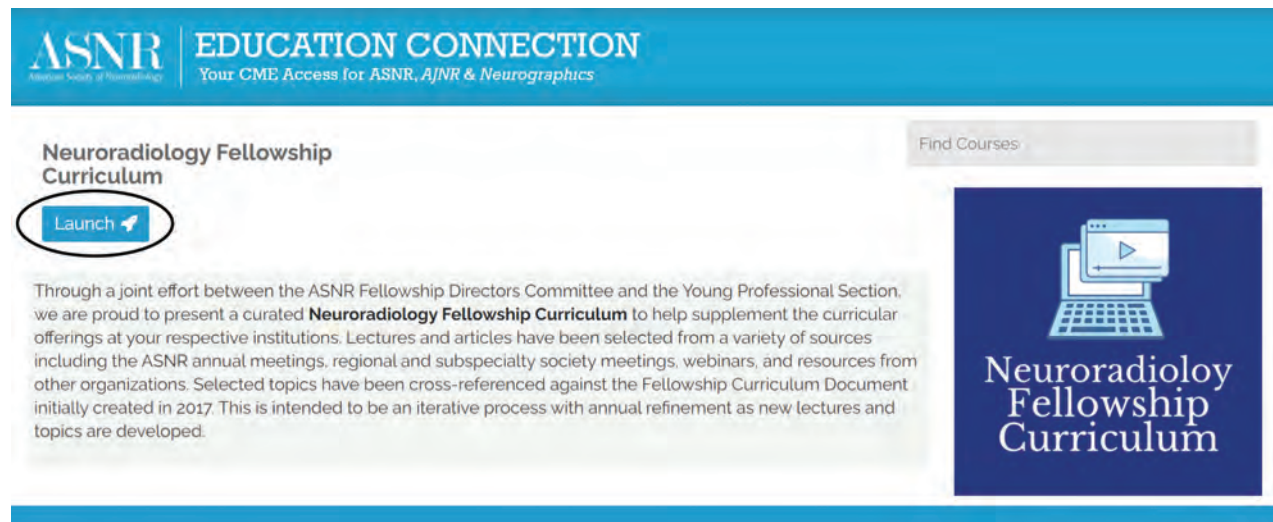 ASNR
American Society of Neuroradiology
EDUCATION CONNECTION
Your CME Access for ASNR, AJNR & Neurographics
Neuroradiology Fellowship
Curriculum
Launch
Find Courses
Through a joint effort between the ASNR Fellowship Directors Committee and the Young Professional Section,
we are proud to present a curated Neuroradiology Fellowship Curriculum to help supplement the curricular
offerings at your respective institutions. Lectures and articles have been selected from a variety of sources
including the ASNR annual meetings, regional and subspecialty society meetings, webinars, and resources from
other organizations. Selected topics have been cross-referenced against the Fellowship Curriculum Document
initially created in 2017. This is intended to be an iterative process with annual refinement as new lectures and
topics are developed.
Neuroradioloy
Fellowship
Curriculum